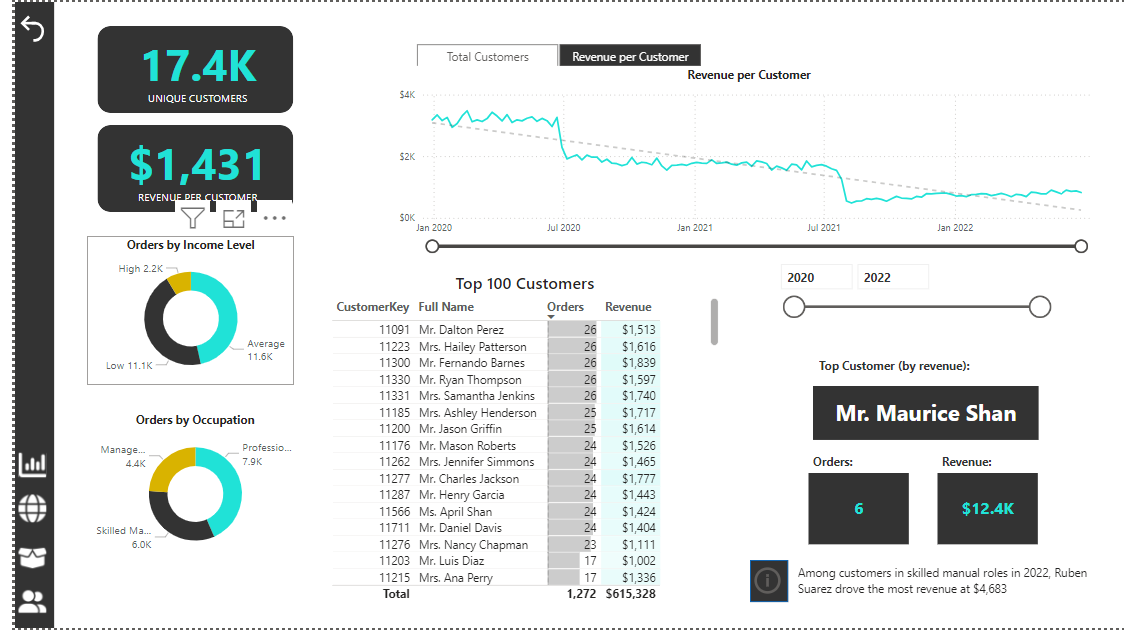 17.4K
UNIQUE CUSTOMERS
$1,431
REVENUE PER CUSTOMER
Orders by Income Level
High 2.2K
Average
11.6K
Low 11.1K
Orders by Occupation
Manage...
4.4K
Professio...
7.9K
Skilled Ma...
6.0K
Total Customers
Revenue per Customer
Revenue per Customer
$4K
$2K
$0K
Jan 2020 Jul 2020 Jan 2021 Jul 2021 Jan 2022
Top 100 Customers
CustomerKey Full Name Orders Revenue
11091 Mr. Dalton Perez 26 $1,513
11223 Mrs. Hailey Patterson 26 $1,616
11300 Mr. Fernando Barnes 26 $1,839
11330 Mr. Ryan Thompson 26 $1,597
11331 Mrs. Samantha Jenkins 26 $1,740
11185 Mrs. Ashley Henderson 25 $1,717
11200 Mr. Jason Griffin 25 $1,614
11176 Mr. Mason Roberts 24 $1,526
11262 Mrs. Jennifer Simmons 24 $1,465
11277 Mr. Charles Jackson 24 $1,777
11287 Mr. Henry Garcia 24 $1,443
11566 Ms. April Shan 24 $1,424
11711 Mr. Daniel Davis 24 $1,404
11276 Mrs. Nancy Chapman 23 $1,111
11203 Mr. Luis Diaz 17 $1,002
11215 Mrs. Ana Perry 17 $1,336
Total 1,272 $615,328
2020 2022
Top Customer (by revenue):
Mr. Maurice Shan
Orders: Revenue:
6 $12.4K
Among customers in skilled manual roles in 2022, Ruben
Suarez drove the most revenue at $4,683